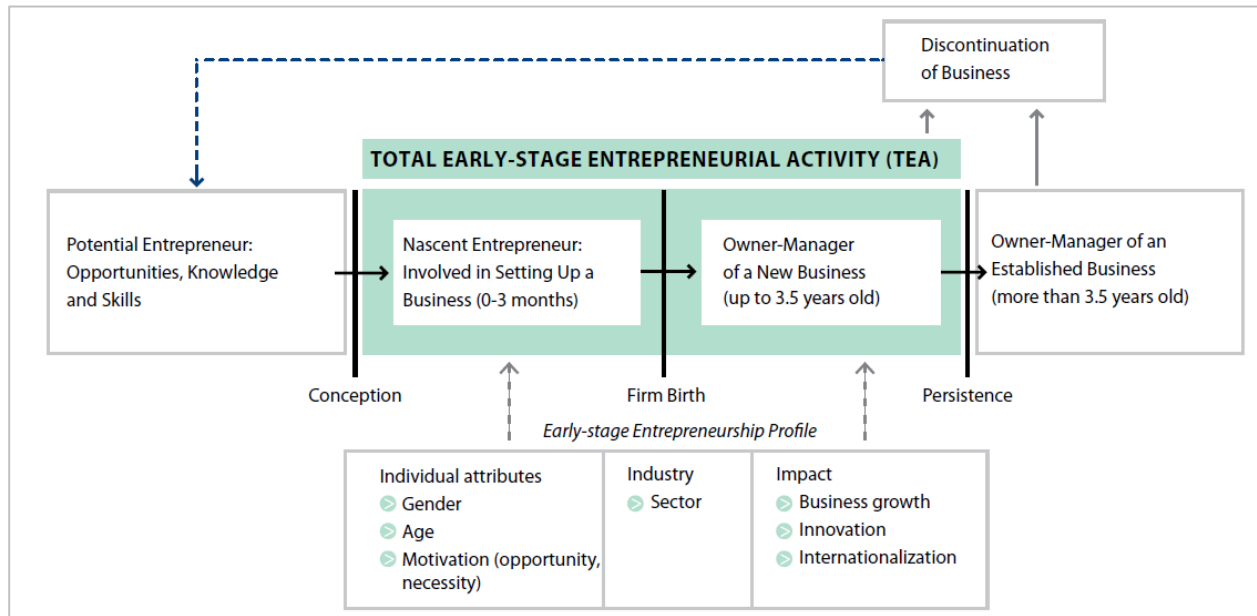 Discontinuation
of Business
TOTAL EARLY-STAGE ENTREPRENEURIAL ACTIVITY (TEA)
Potential Entrepreneur:
Opportunities, Knowledge
and Skills
Nascent Entrepreneur:
Involved in Setting Up a
Business (0-3 months)
Owner-Manager
of a New Business
(up to 3.5 years old)
Owner-Manager of an
Established Business
(more than 3.5 years old)
Conception
Firm Birth
Persistence
Early-stage Entrepreneurship Profile
Individual attributes
Gender
Age
Motivation (opportunity,
necessity)
Industry
Sector
Impact
Business growth
Innovation
Internationalization